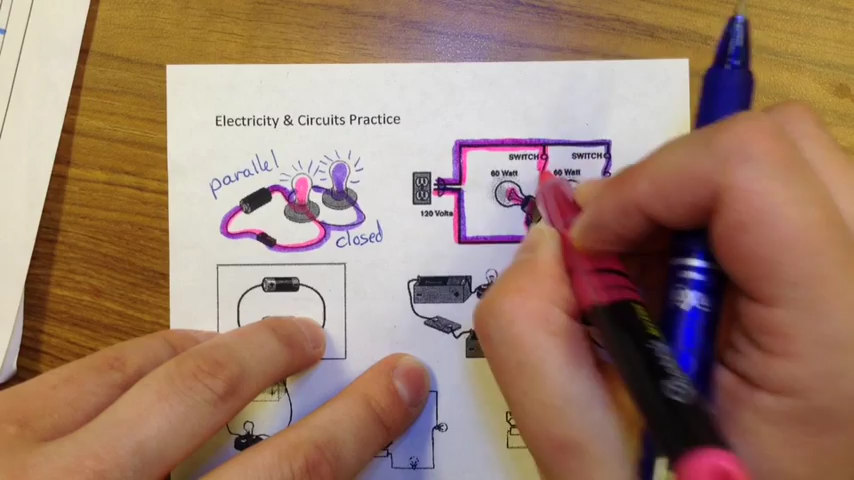 Electricity & Circuits Practice
parallel
closed
SWITCH
SWITCH
60 Watt
60 Watt
120 Volts